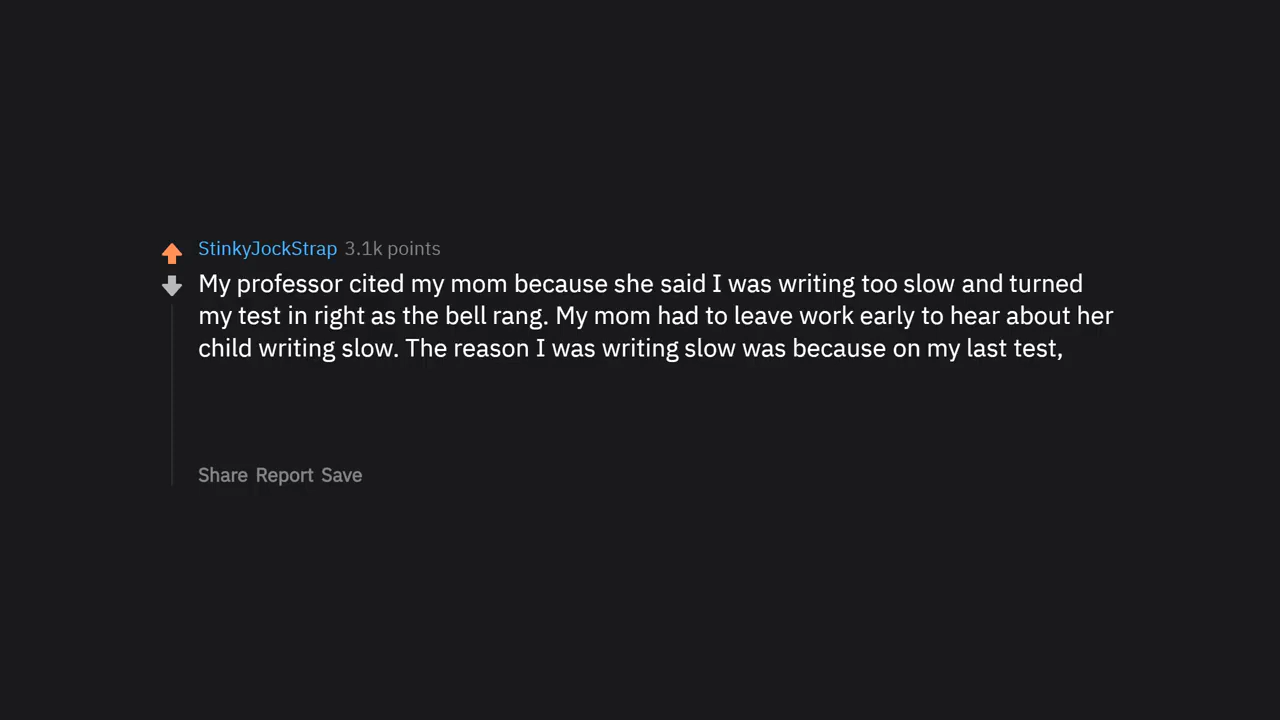 StinkyJockStrap 3.1k points
My professor cited my mom because she said I was writing too slow and turned
my test in right as the bell rang. My mom had to leave work early to hear about her
child writing slow. The reason I was writing slow was because on my last test,
Share Report Save